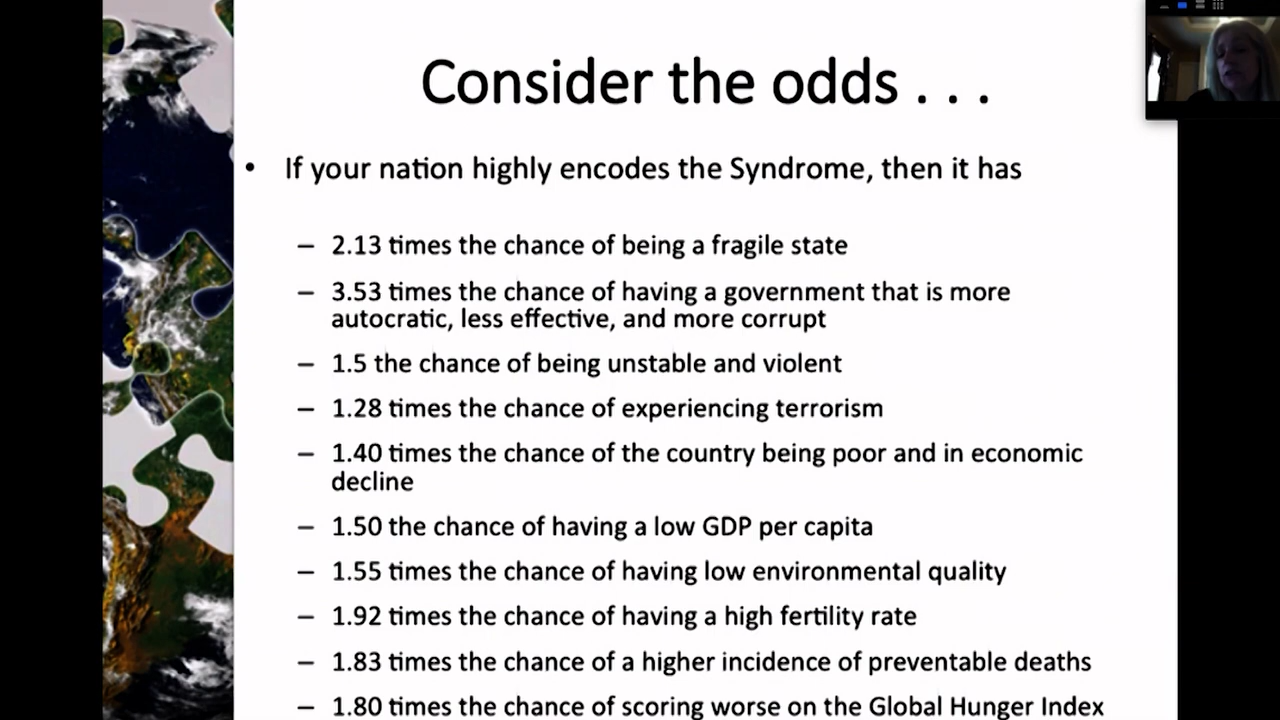 Consider the odds . . .
• If your nation highly encodes the Syndrome, then it has
– 2.13 times the chance of being a fragile state
– 3.53 times the chance of having a government that is more
autocratic, less effective, and more corrupt
– 1.5 the chance of being unstable and violent
– 1.28 times the chance of experiencing terrorism
– 1.40 times the chance of the country being poor and in economic
decline
– 1.50 the chance of having a low GDP per capita
– 1.55 times the chance of having low environmental quality
– 1.92 times the chance of having a high fertility rate
– 1.83 times the chance of a higher incidence of preventable deaths
– 1.80 times the chance of scoring worse on the Global Hunger Index